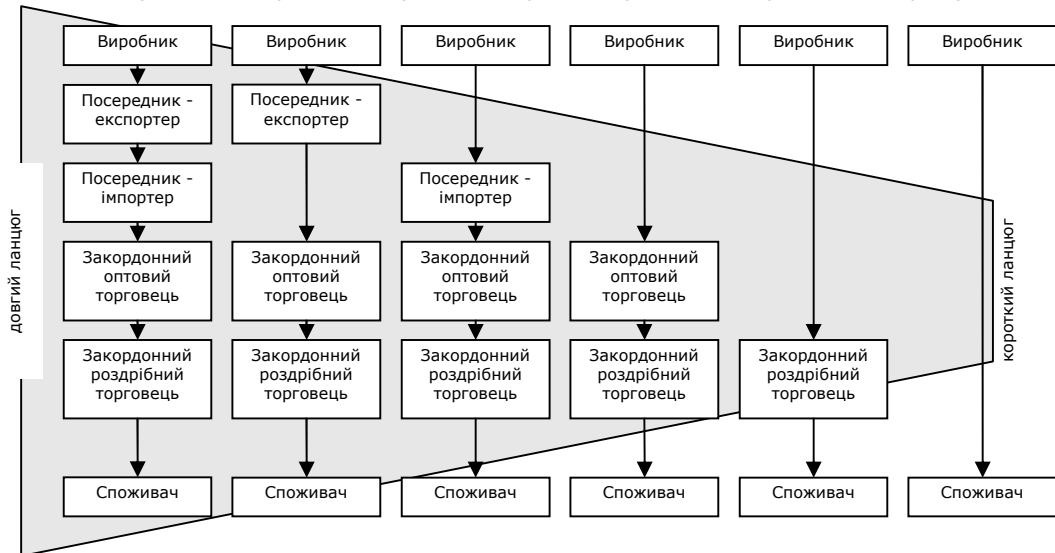 Виробник
Виробник
Виробник
Виробник
Виробник
Виробник
Посередник -
експортер
Посередник -
експортер
Посередник -
імпортер
Посередник -
імпортер
довгий ланцюг
Закордонний
оптовий
торговець
Закордонний
оптовий
торговець
Закордонний
оптовий
торговець
Закордонний
оптовий
торговець
короткий ланцюг
Закордонний
роздрібний
торговець
Закордонний
роздрібний
торговець
Закордонний
роздрібний
торговець
Закордонний
роздрібний
торговець
Закордонний
роздрібний
торговець
Споживач
Споживач
Споживач
Споживач
Споживач
Споживач